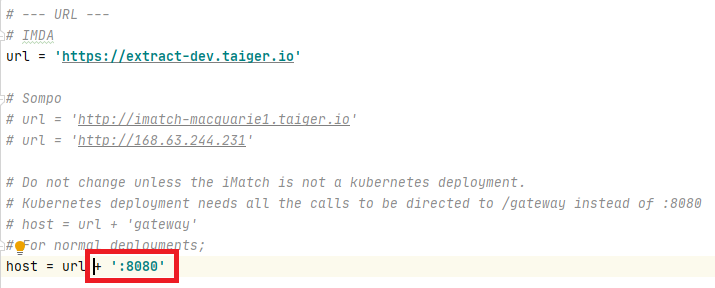 # --- URL ---
# IMDA
url = 'https://extract-dev.taiger.io'
# Sompo
# url = 'http://imatch-macquarie1.taiger.io'
# url = 'http://168.63.244.231'
# Do not change unless the iMatch is not a kubernetes deployment.
# Kubernetes deployment needs all the calls to be directed to /gateway instead of :8080
# host = url + 'gateway'
# For normal deployments;
host = url + ':8080'